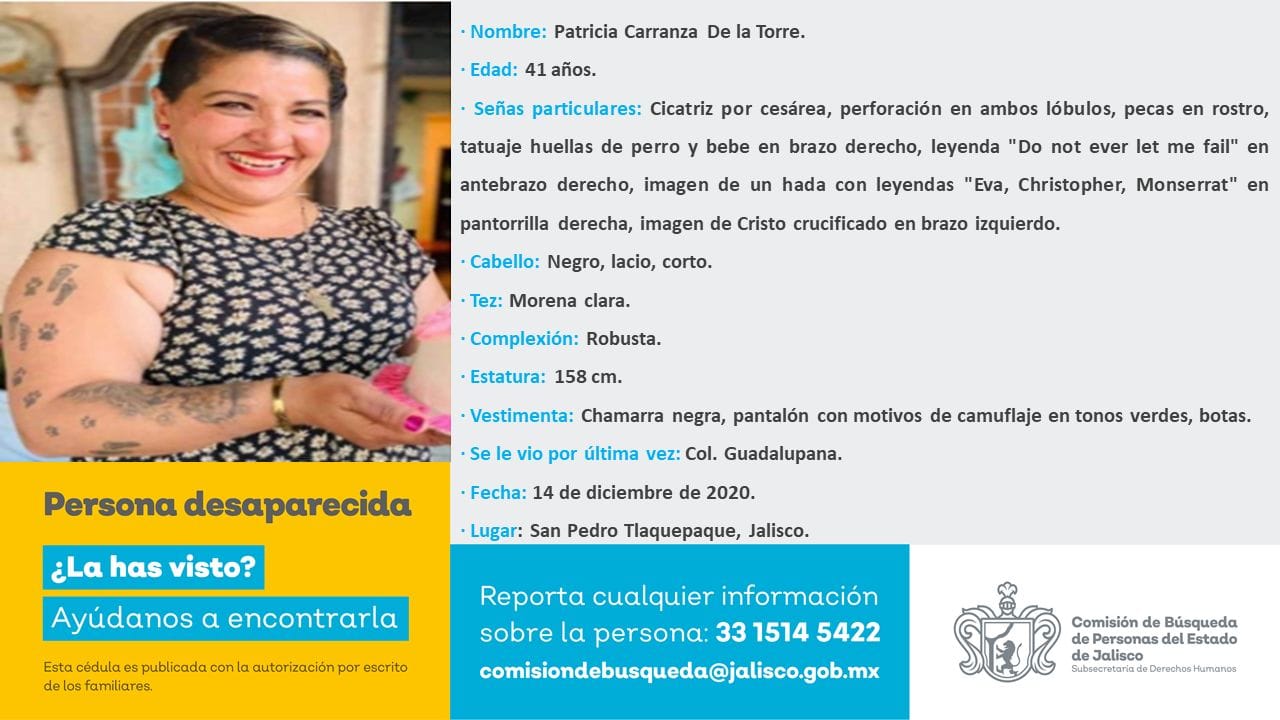 · Nombre: Patricia Carranza De la Torre.
· Edad: 41 años.
· Señas particulares: Cicatriz por cesárea, perforación en ambos lóbulos, pecas en rostro,
tatuaje huellas de perro y bebe en brazo derecho, leyenda "Do not ever let me fail" en
antebrazo derecho, imagen de un hada con leyendas "Eva, Christopher, Monserrat" en
pantorrilla derecha, imagen de Cristo crucificado en brazo izquierdo.
· Cabello: Negro, lacio, corto.
· Tez: Morena clara.
· Complexión: Robusta.
· Estatura: 158 cm.
· Vestimenta: Chamarra negra, pantalón con motivos de camuflaje en tonos verdes, botas.
· Se le vio por última vez: Col. Guadalupana.
· Fecha: 14 de diciembre de 2020.
· Lugar: San Pedro Tlaquepaque, Jalisco.
Persona desaparecida
¿La has visto?
Ayúdanos a encontrarla
Esta cédula es publicada con la autorización por escrito
de los familiares.
Reporta cualquier información
sobre la persona: 33 1514 5422
comisiondebusqueda@jalisco.gob.mx
Comisión de Búsqueda
de Personas del Estado
de Jalisco
Subsecretaría de Derechos Humanos